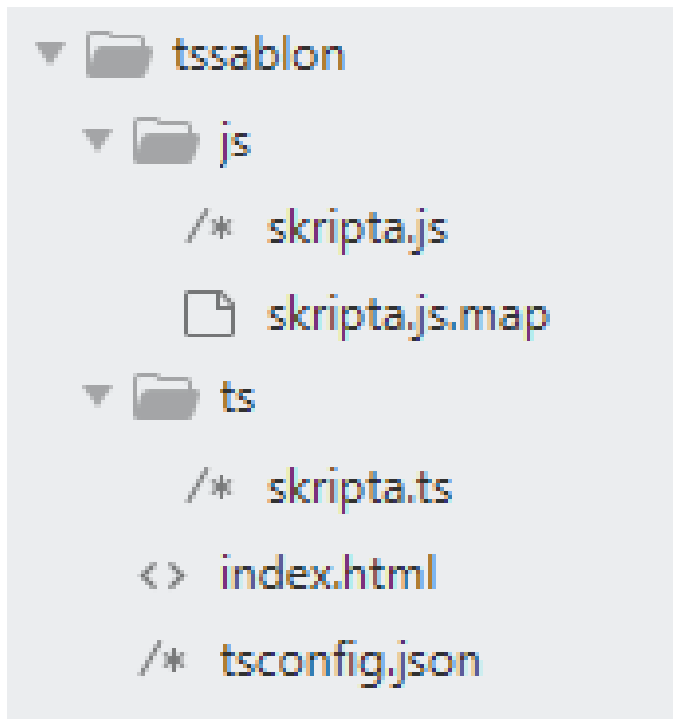 tssablon
js
/* skripta.js
skripta.js.map
ts
/* skripta.ts
<> index.html
/* tsconfig.json